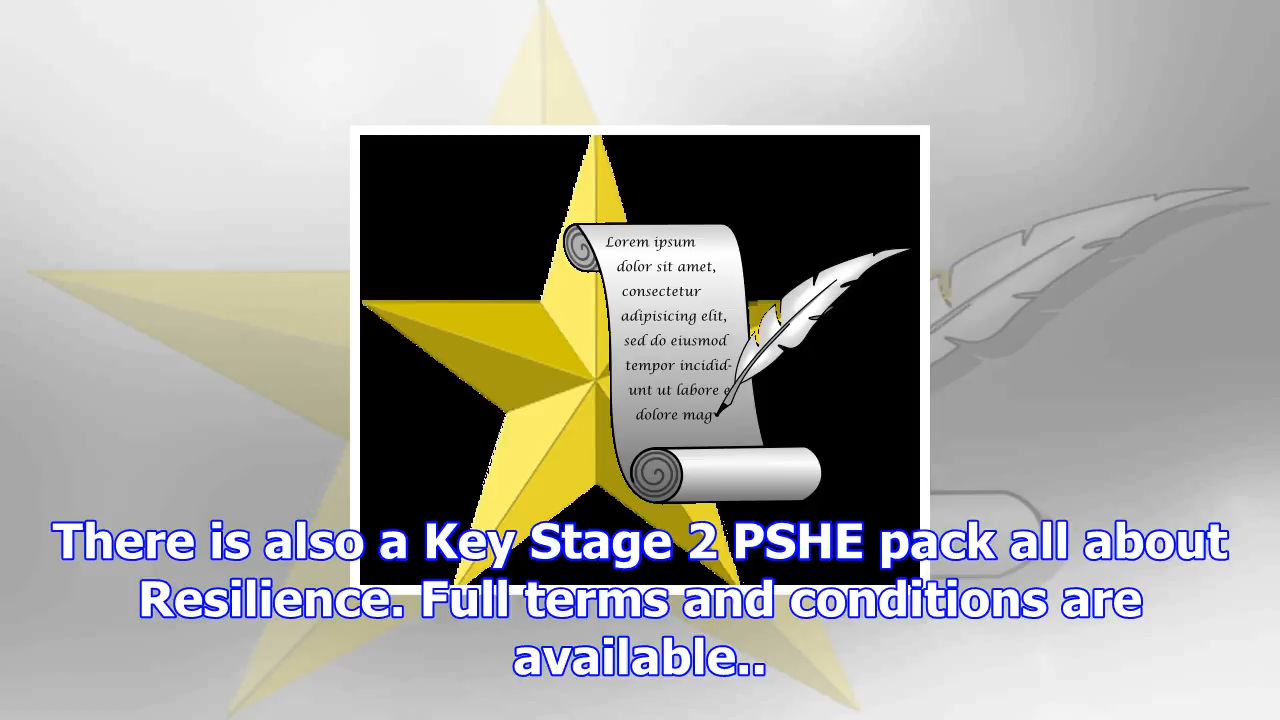 Lorem ipsum
dolor sit amet,
consectetur
adipisicing elit,
sed do eiusmod
tempor incidid-
unt ut labore e
dolore mag
There is also a Key Stage 2 PSHE pack all about
Resilience. Full terms and conditions are
available..